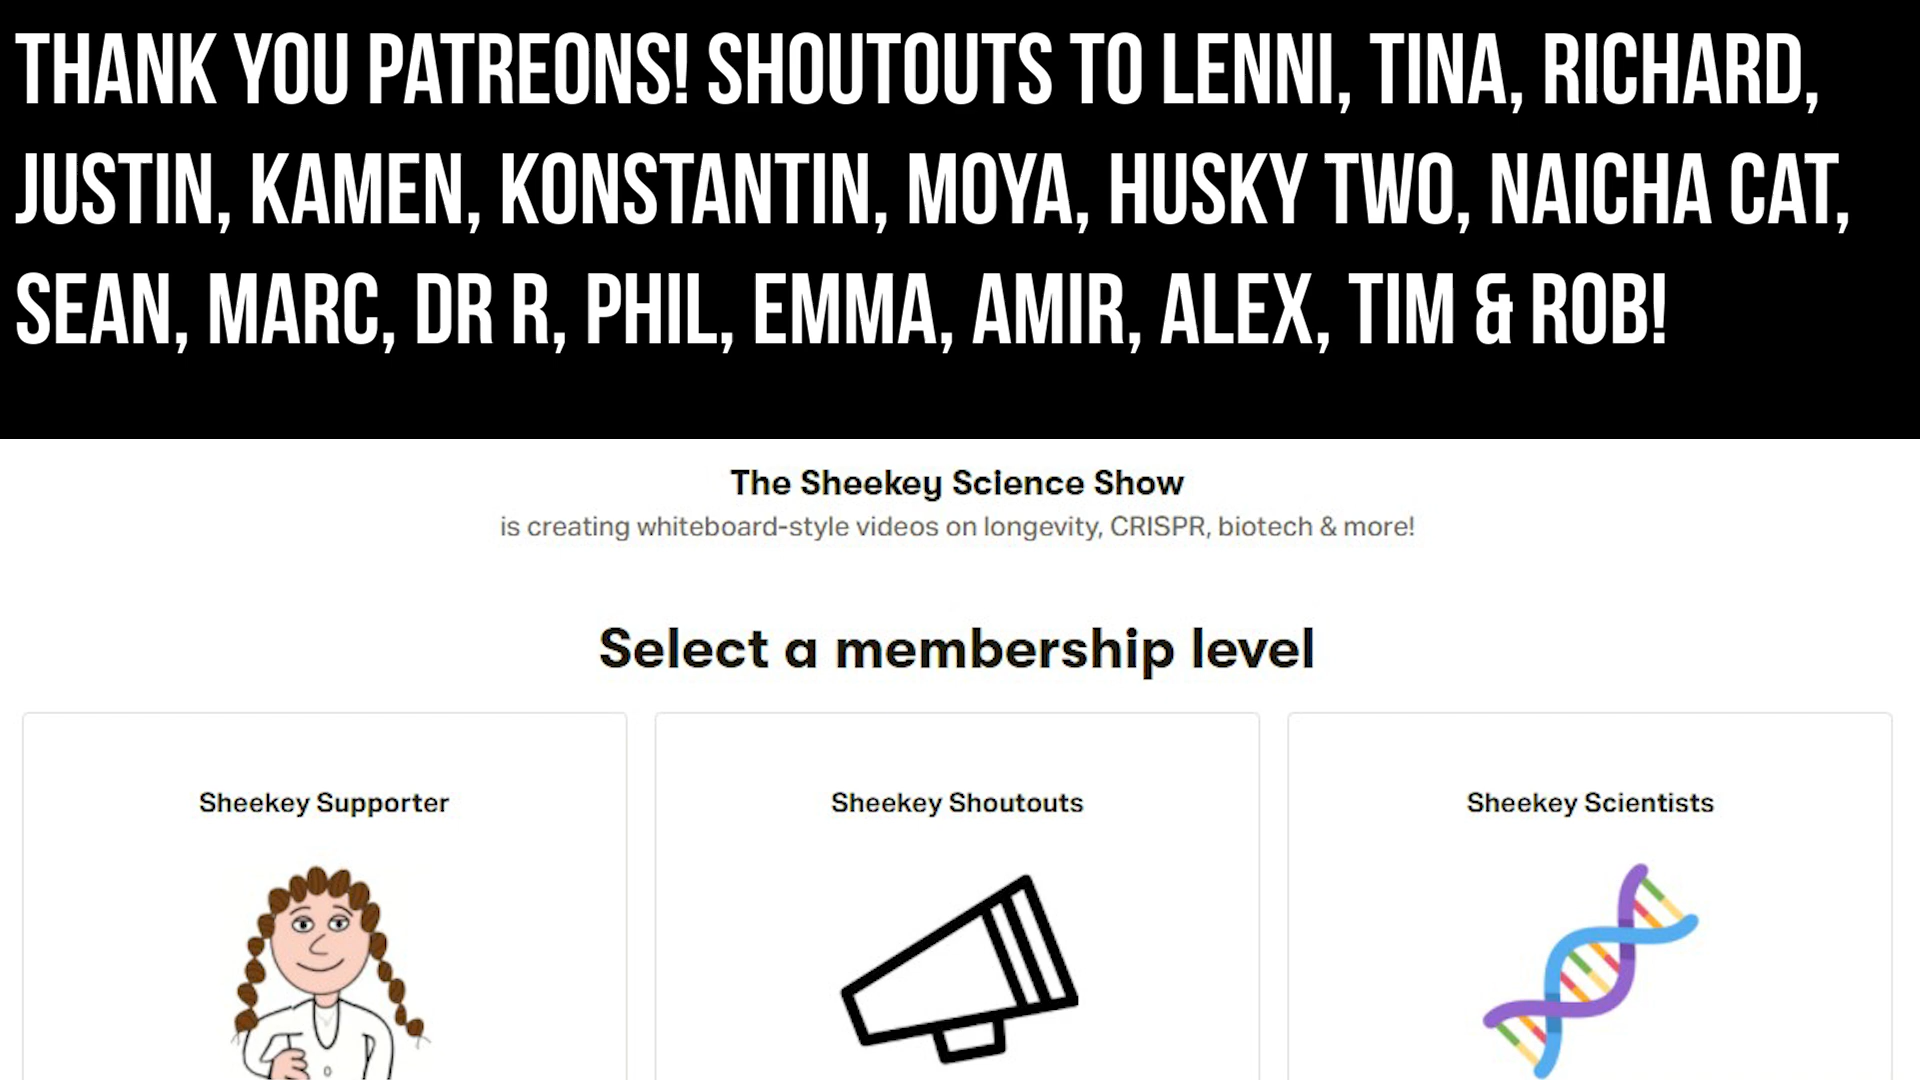 THANK YOU PATREONS! SHOUTOUTS TO LENNI, TINA, RICHARD,
JUSTIN, KAMEN, KONSTANTIN, MOYA, HUSKY TWO, NAICHA CAT,
SEAN, MARC, DR R, PHIL, EMMA, AMIR, ALEX, TIM & ROB!
The Sheekey Science Show
is creating whiteboard-style videos on longevity, CRISPR, biotech & more!
Select a membership level
Sheekey Supporter
Sheekey Shoutouts
Sheekey Scientists